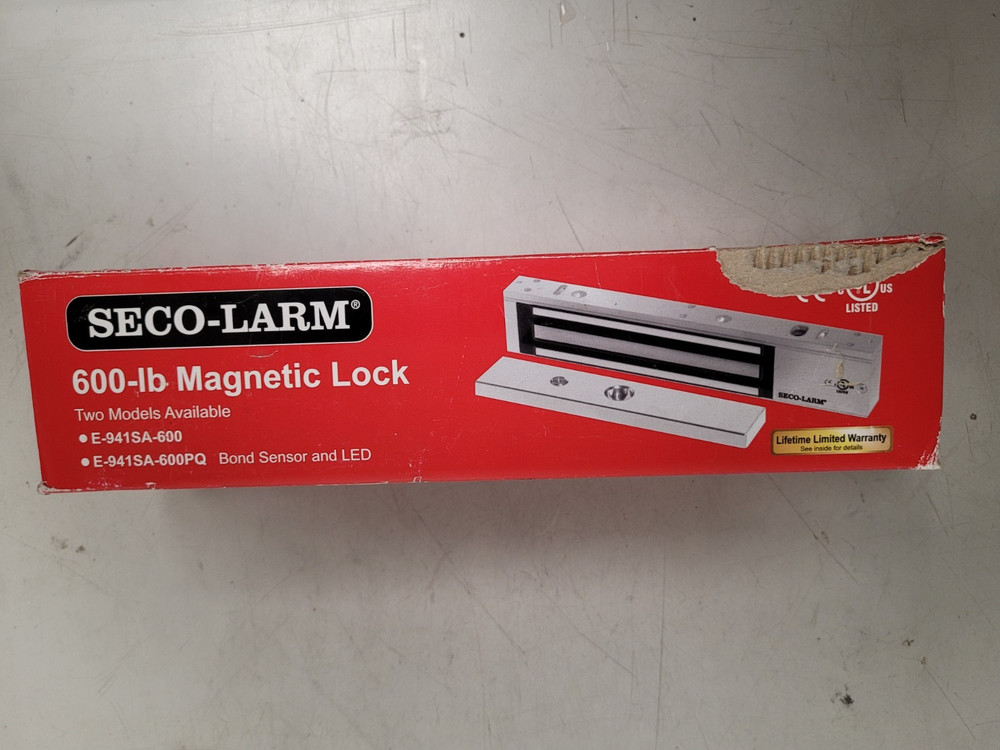 SECO-LARM®
600-lb Magnetic Lock
Two Models Available
● E-941SA-600
● E-941SA-600PQ Bond Sensor and LED
US
LISTED
SECO-LARM®
Lifetime Limited Warranty
See inside for details